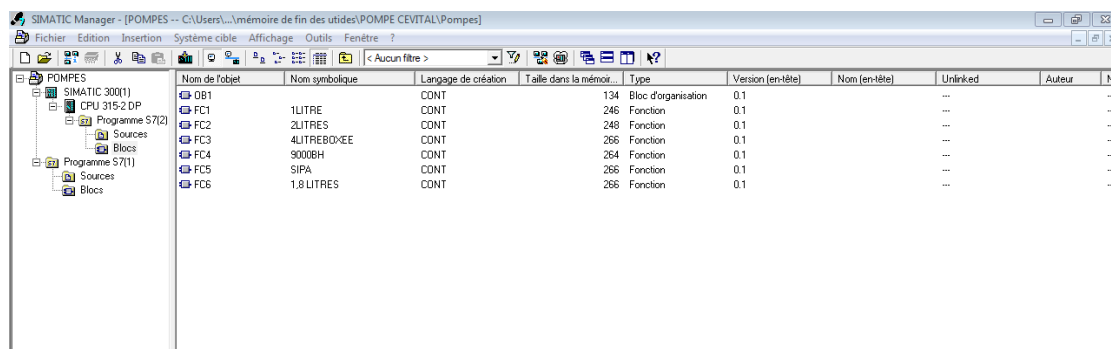 SIMATIC Manager - [POMPES -- C:\Users\...\mémoire de fin des utides\POMPE CEVITAL\Pompes]
Fichier Edition Insertion Système cible Affichage Outils Fenêtre ?
< Aucun filtre >
POMPES
SIMATIC 300(1)
CPU 315-2 DP
Programme S7(2)
Sources
Blocs
Programme S7(1)
Sources
Blocs
Nom de l'objet Nom symbolique Langage de création Taille dans la mémoir... Type Version (en-tête) Nom (en-tête) Unlinked Auteur
OB1 CONT 134 Bloc d'organisation 0.1 ---
FC1 1LITRE CONT 246 Fonction 0.1 ---
FC2 2LITRES CONT 248 Fonction 0.1 ---
FC3 4LITREBOXEE CONT 266 Fonction 0.1 ---
FC4 9000BH CONT 264 Fonction 0.1 ---
FC5 SIPA CONT 266 Fonction 0.1 ---
FC6 1,8 LITRES CONT 266 Fonction 0.1 ---